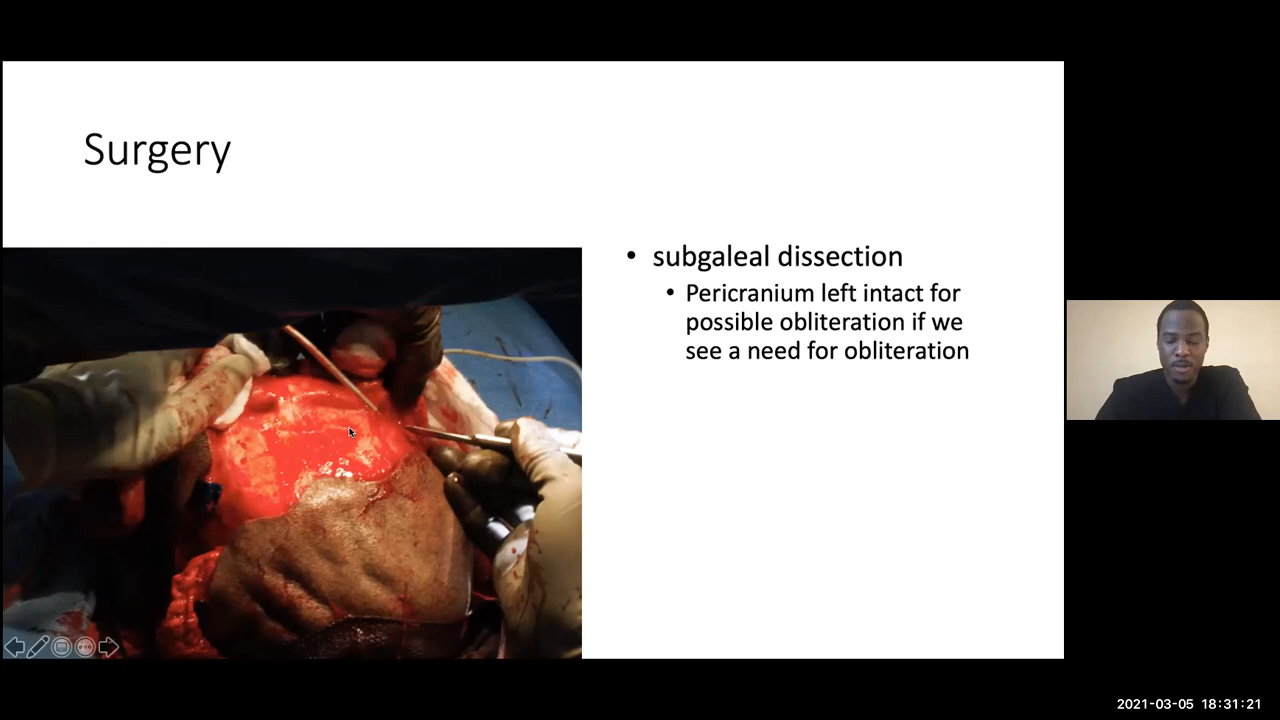 Surgery
• subgaleal dissection
• Pericranium left intact for
possible obliteration if we
see a need for obliteration
2021-03-05 18:31:21